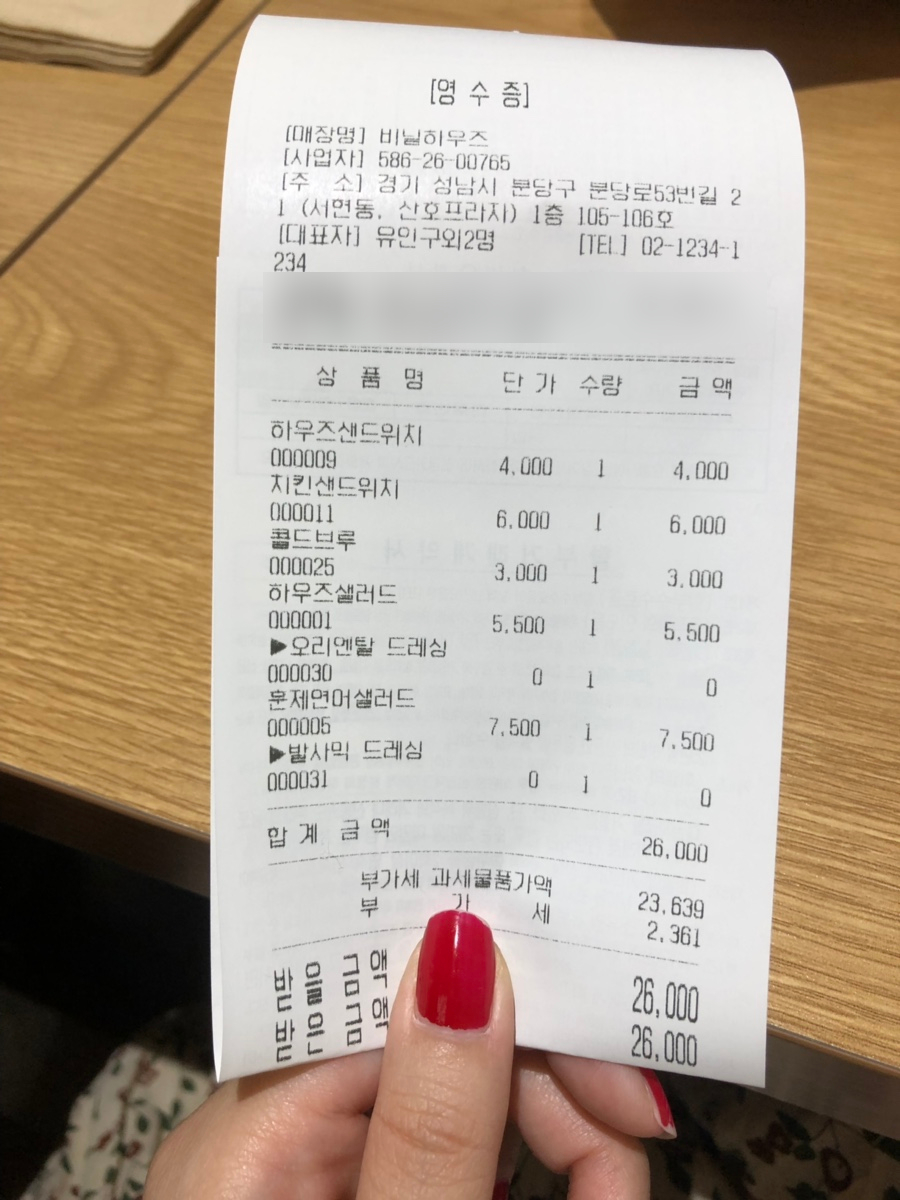 [영 수 증]
[매장명] 비닐하우즈
[사업자] 586-26-00765
[주 소] 경기 성남시 분당구 분당로53번길 2
1 (서현동, 산호프라자) 1층 105-106호
[대표자] 유인구외2명 [TEL] 02-1234-1
234
상 품 명 단 가 수량 금 액
하우즈샌드위치
000009 4,000 1 4,000
치킨샌드위치
000011 6,000 1 6,000
콜드브루
000025 3,000 1 3,000
하우즈샐러드
000001 5,500 1 5,500
▶오리엔탈 드레싱
000030 0 1 0
훈제연어샐러드
000005 7,500 1 7,500
▶발사믹 드레싱
000031 0 1 0
합 계 금 액 26,000
부가세 과세물품가액 23,639
부 가 세 2,361
받 을 금 액 26,000
받 은 금 액 26,000